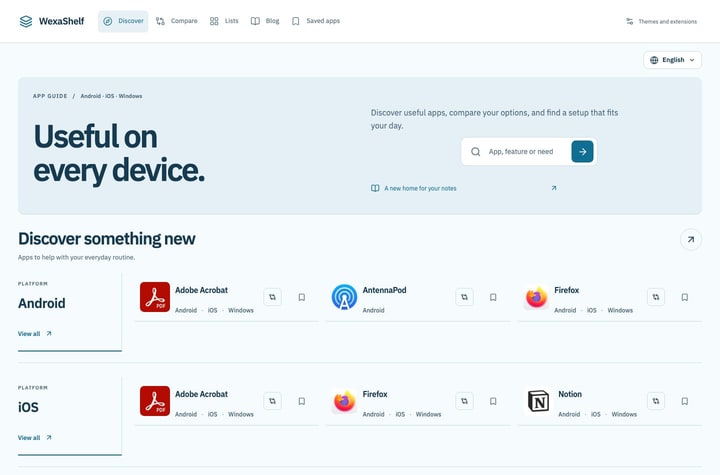 WexaShelf
Discover
Compare
Lists
Blog
Saved apps
Themes and extensions
English
APP GUIDE / Android · iOS · Windows
Useful on
every device.
Discover useful apps, compare your options, and find a setup that fits
your day.
App, feature or need
A new home for your notes
Discover something new
Apps to help with your everyday routine.
PLATFORM
Android
View all
Adobe Acrobat
Android · iOS · Windows
AntennaPod
Android
Firefox
Android · iOS · Windows
PLATFORM
iOS
View all
Adobe Acrobat
Android · iOS · Windows
Firefox
Android · iOS · Windows
Notion
Android · iOS · Windows
PDF
PDF